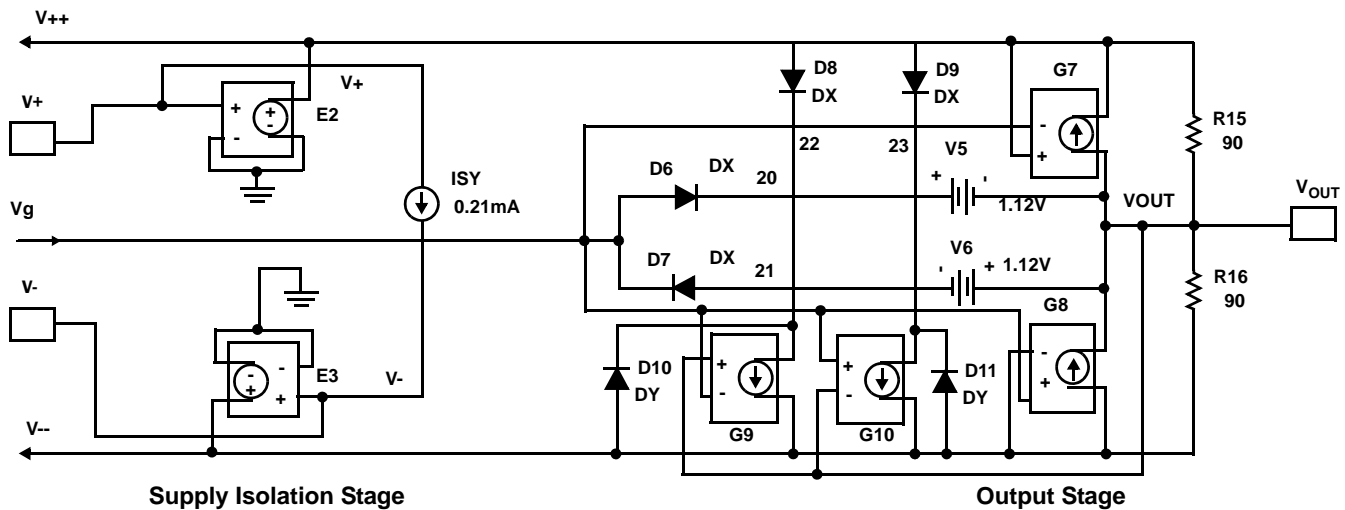 V++
V+
V+
+
-
+
-
E2
D8
DX
D9
DX
G7
-
+
R15
90
22
23
ISY
0.21mA
D6
DX
20
V5
+
-
1.12V
VOUT
VOUT
Vg
D7
DX
21
V6
-
+ 1.12V
V-
G8
R16
90
-
+
-
+
E3
V-
D10
DY
+
-
G9
+
-
G10
D11
DY
-
+
V--
Supply Isolation Stage
Output Stage